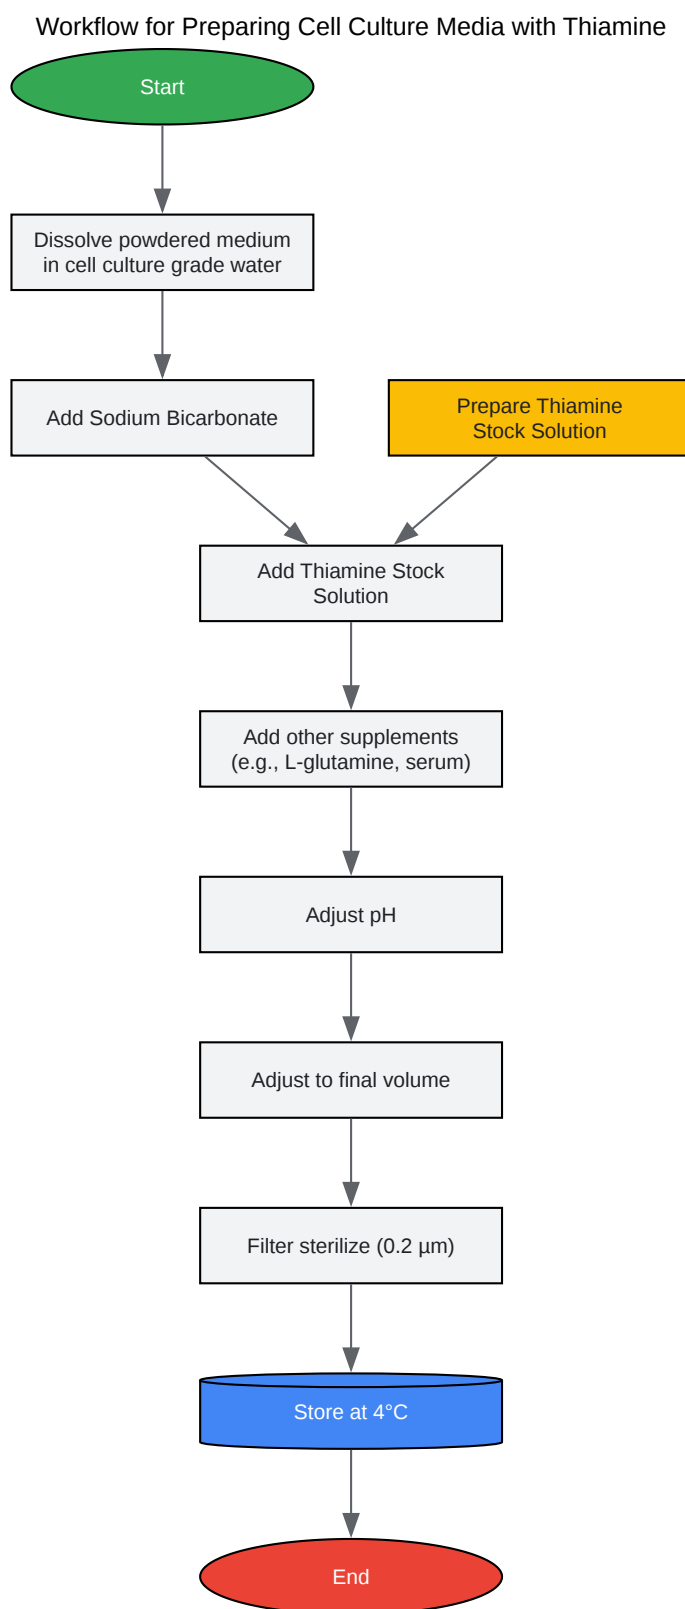 Workflow for Preparing Cell Culture Media with Thiamine
Start
Dissolve powdered medium
in cell culture grade water
Add Sodium Bicarbonate
Prepare Thiamine
Stock Solution
Add Thiamine Stock
Solution
Add other supplements
(e.g., L-glutamine, serum)
Adjust pH
Adjust to final volume
Filter sterilize (0.2 µm)
Store at 4°C
End